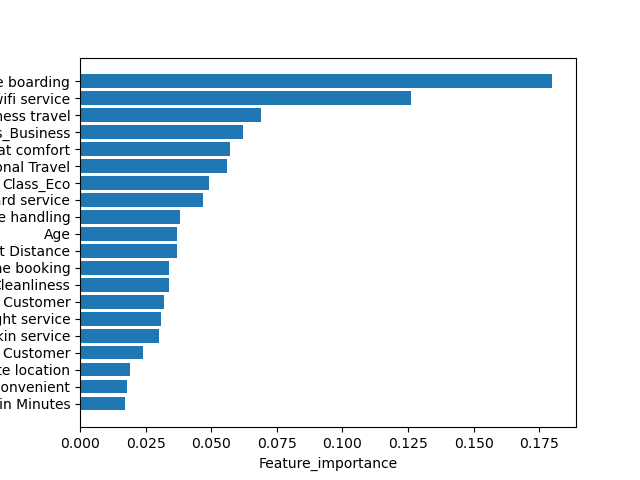 e boarding
wifi service
ness travel
s_Business
at comfort
onal Travel
Class_Eco
rd service
e handling
Age
t Distance
ne booking
Cleanliness
Customer
ght service
kin service
Customer
te location
onvenient
in Minutes
0.000 0.025 0.050 0.075 0.100 0.125 0.150 0.175
Feature_importance